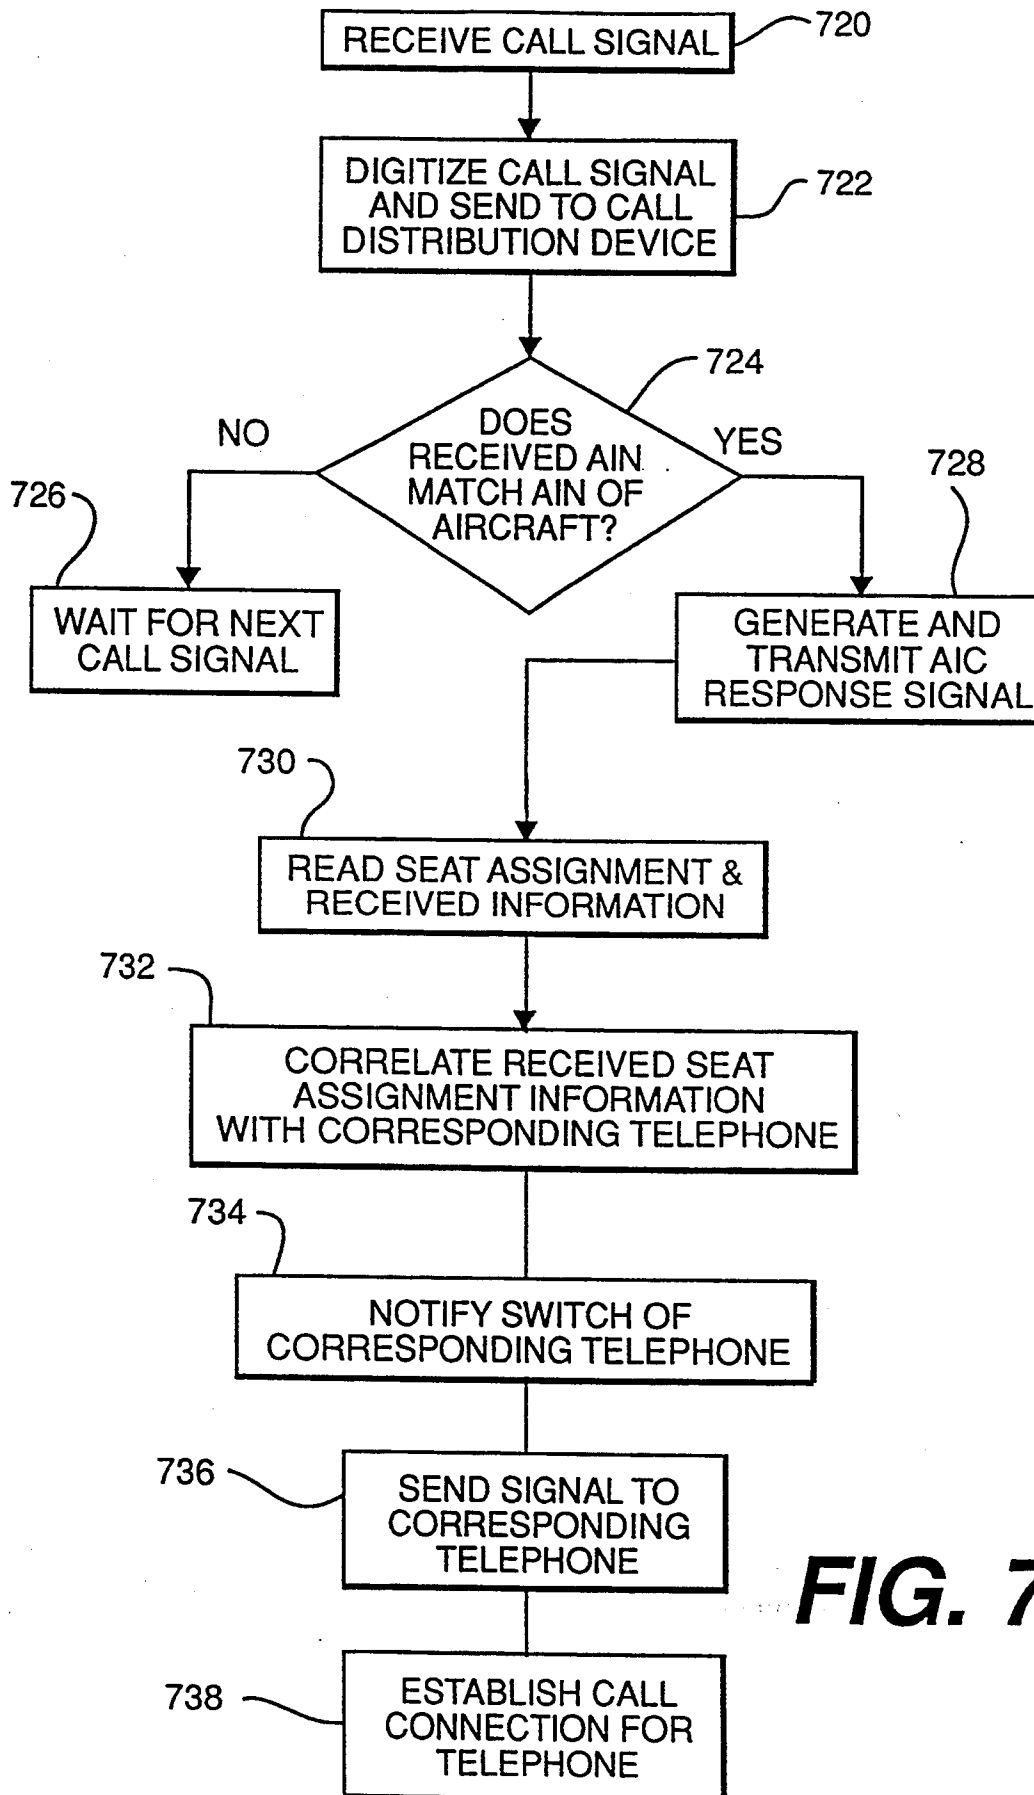 RECEIVE CALL SIGNAL
720
DIGITIZE CALL SIGNAL
AND SEND TO CALL
DISTRIBUTION DEVICE
722
724
DOES
RECEIVED AIN
MATCH AIN OF
AIRCRAFT?
NO
YES
726
728
WAIT FOR NEXT
CALL SIGNAL
GENERATE AND
TRANSMIT AIC
RESPONSE SIGNAL
730
READ SEAT ASSIGNMENT &
RECEIVED INFORMATION
732
CORRELATE RECEIVED SEAT
ASSIGNMENT INFORMATION
WITH CORRESPONDING TELEPHONE
734
NOTIFY SWITCH OF
CORRESPONDING TELEPHONE
736
SEND SIGNAL TO
CORRESPONDING
TELEPHONE
FIG. 7
738
ESTABLISH CALL
CONNECTION FOR
TELEPHONE